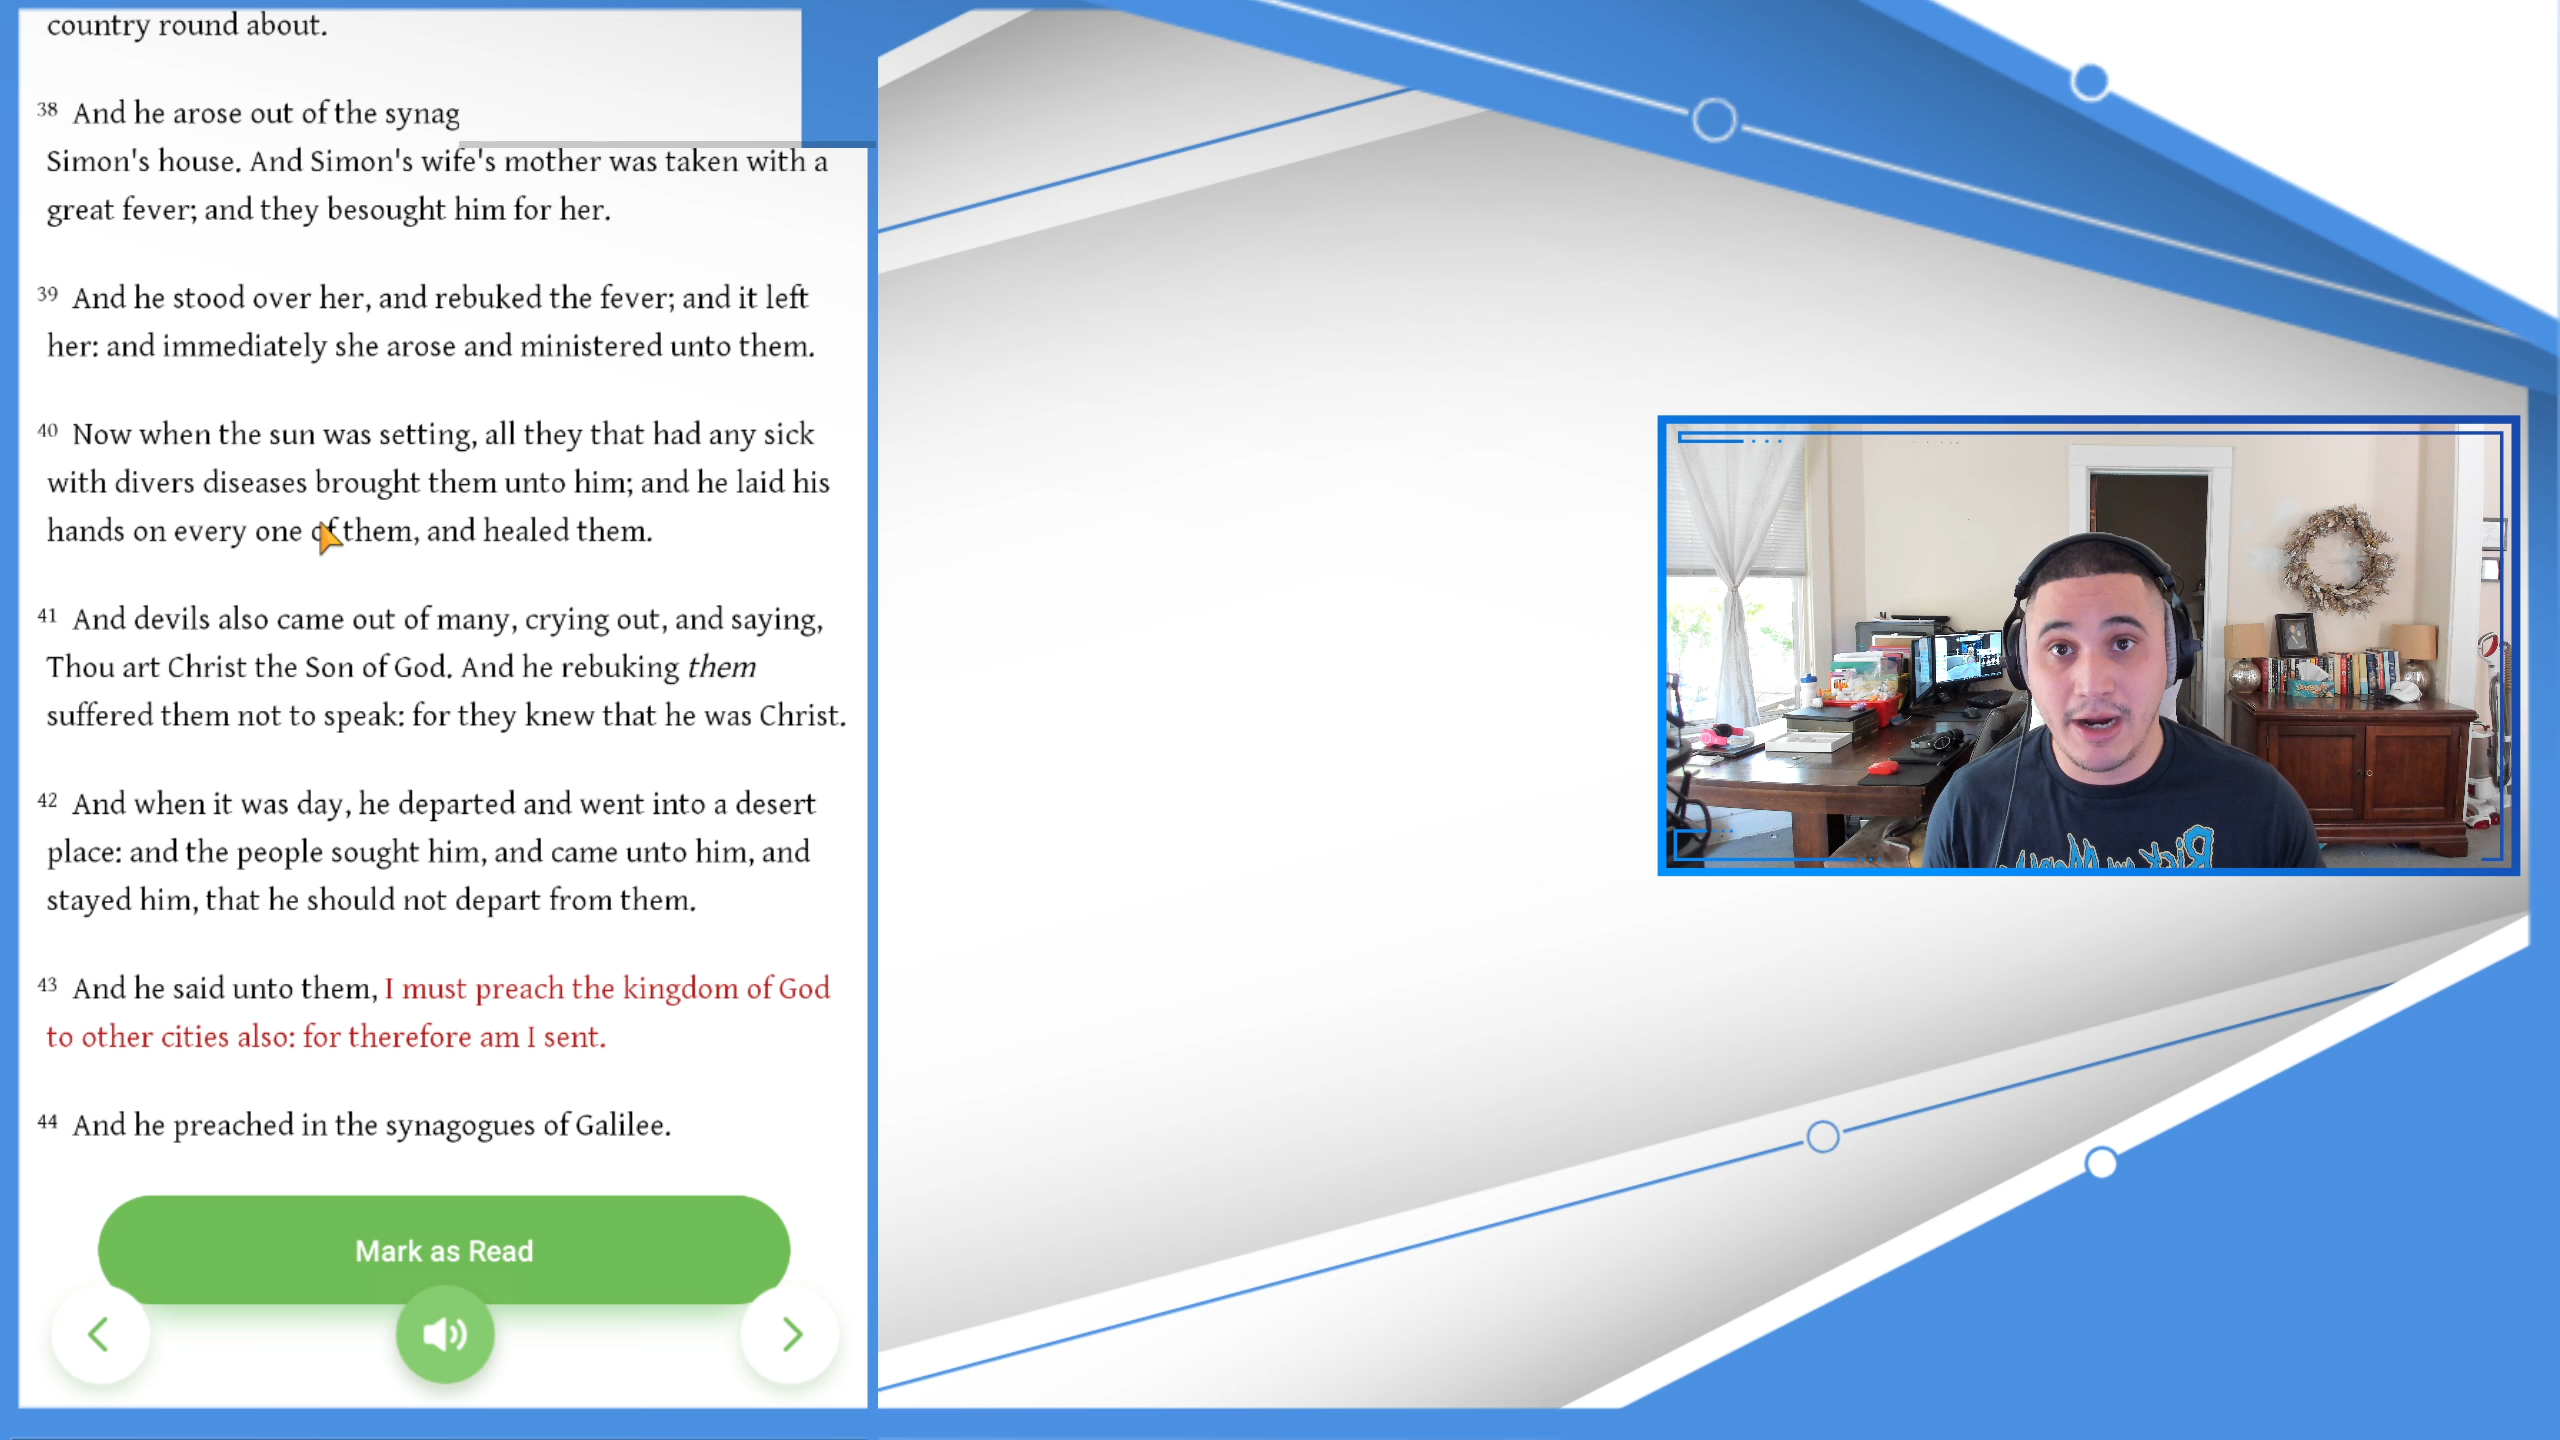 country round about.
38 And he arose out of the synag
Simon's house. And Simon's wife's mother was taken with a
great fever; and they besought him for her.
39 And he stood over her, and rebuked the fever; and it left
her: and immediately she arose and ministered unto them.
40 Now when the sun was setting, all they that had any sick
with divers diseases brought them unto him; and he laid his
hands on every one of them, and healed them.
41 And devils also came out of many, crying out, and saying,
Thou art Christ the Son of God. And he rebuking them
suffered them not to speak: for they knew that he was Christ.
42 And when it was day, he departed and went into a desert
place: and the people sought him, and came unto him, and
stayed him, that he should not depart from them.
43 And he said unto them, I must preach the kingdom of God
to other cities also: for therefore am I sent.
44 And he preached in the synagogues of Galilee.
Mark as Read